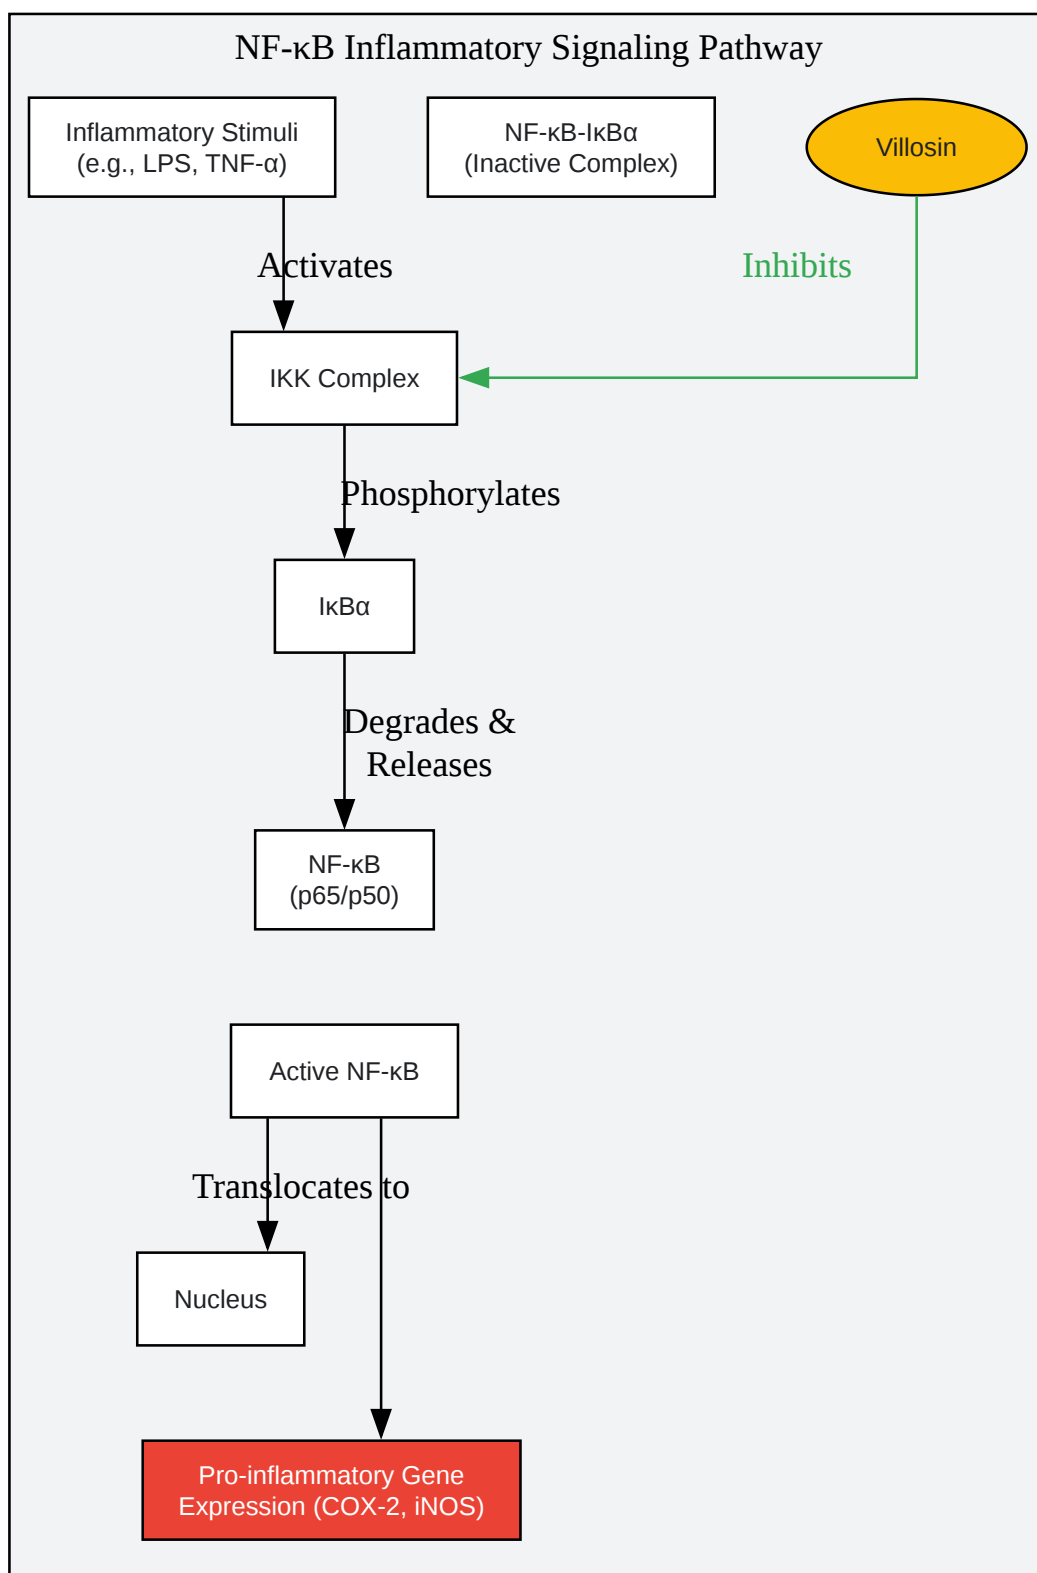 NF-κB Inflammatory Signaling Pathway
Inflammatory Stimuli
(e.g., LPS, TNF-α)
NF-κB-IκBα
(Inactive Complex)
Villosin
Activates
Inhibits
IKK Complex
Phosphorylates
IκBα
Degrades &
Releases
NF-κB
(p65/p50)
Active NF-κB
Translocates to
Nucleus
Pro-inflammatory Gene
Expression (COX-2, iNOS)